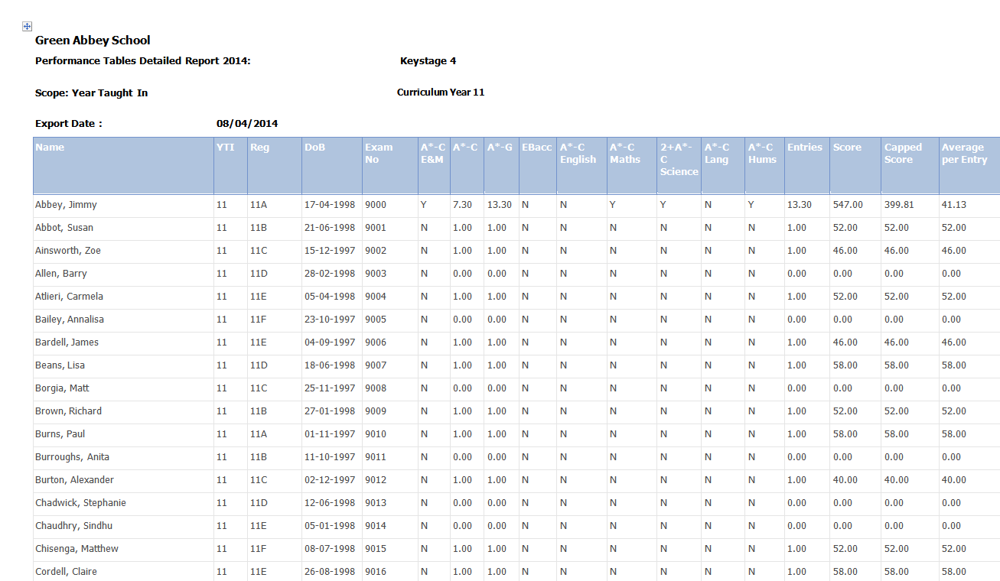 Green Abbey School
Performance Tables Detailed Report 2014: Keystage 4
Scope: Year Taught In Curriculum Year 11
Export Date : 08/04/2014
Name YTI Reg DoB Exam No A*-C E&M A*-C A*-G EBacc A*-C English A*-C Maths 2+A*-C Science A*-C Lang A*-C Hums Entries Score Capped Score Average per Entry
Abbey, Jimmy 11 11A 17-04-1998 9000 Y 7.30 13.30 N N Y Y N Y 13.30 547.00 399.81 41.13
Abbot, Susan 11 11B 21-06-1998 9001 N 1.00 1.00 N N N N N N 1.00 52.00 52.00 52.00
Ainsworth, Zoe 11 11C 15-12-1997 9002 N 1.00 1.00 N N N N N N 1.00 46.00 46.00 46.00
Allen, Barry 11 11D 28-02-1998 9003 N 0.00 0.00 N N N N N N 0.00 0.00 0.00 0.00
Atlieri, Carmela 11 11E 05-04-1998 9004 N 1.00 1.00 N N N N N N 1.00 52.00 52.00 52.00
Bailey, Annalisa 11 11F 23-10-1997 9005 N 0.00 0.00 N N N N N N 0.00 0.00 0.00 0.00
Bardell, James 11 11E 04-09-1997 9006 N 1.00 1.00 N N N N N N 1.00 46.00 46.00 46.00
Beans, Lisa 11 11D 18-06-1998 9007 N 1.00 1.00 N N N N N N 1.00 58.00 58.00 58.00
Borgia, Matt 11 11C 25-11-1997 9008 N 0.00 0.00 N N N N N N 0.00 0.00 0.00 0.00
Brown, Richard 11 11B 27-01-1998 9009 N 1.00 1.00 N N N N N N 1.00 52.00 52.00 52.00
Burns, Paul 11 11A 01-11-1997 9010 N 1.00 1.00 N N N N N N 1.00 58.00 58.00 58.00
Burroughs, Anita 11 11B 11-10-1997 9011 N 0.00 0.00 N N N N N N 0.00 0.00 0.00 0.00
Burton, Alexander 11 11C 02-12-1997 9012 N 1.00 1.00 N N N N N N 1.00 40.00 40.00 40.00
Chadwick, Stephanie 11 11D 12-06-1998 9013 N 0.00 0.00 N N N N N N 0.00 0.00 0.00 0.00
Chaudhry, Sindhu 11 11E 05-01-1998 9014 N 0.00 0.00 N N N N N N 0.00 0.00 0.00 0.00
Chisenga, Matthew 11 11F 08-07-1998 9015 N 1.00 1.00 N N N N N N 1.00 52.00 52.00 52.00
Cordell, Claire 11 11E 26-08-1998 9016 N 1.00 1.00 N N N N N N 1.00 58.00 58.00 58.00